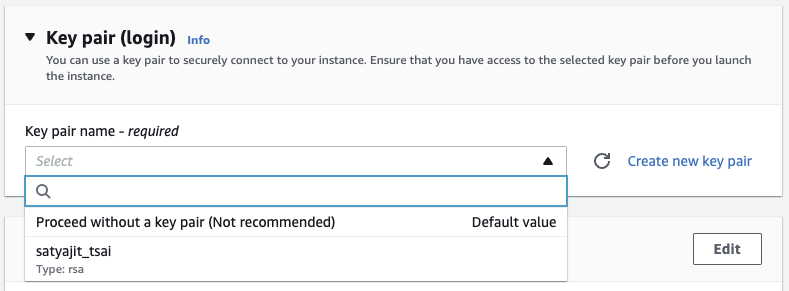 Key pair (login) Info
You can use a key pair to securely connect to your instance. Ensure that you have access to the selected key pair before you launch
the instance.
Key pair name - required
Select
Create new key pair
Proceed without a key pair (Not recommended) Default value
satyajit_tsai
Type: rsa
Edit